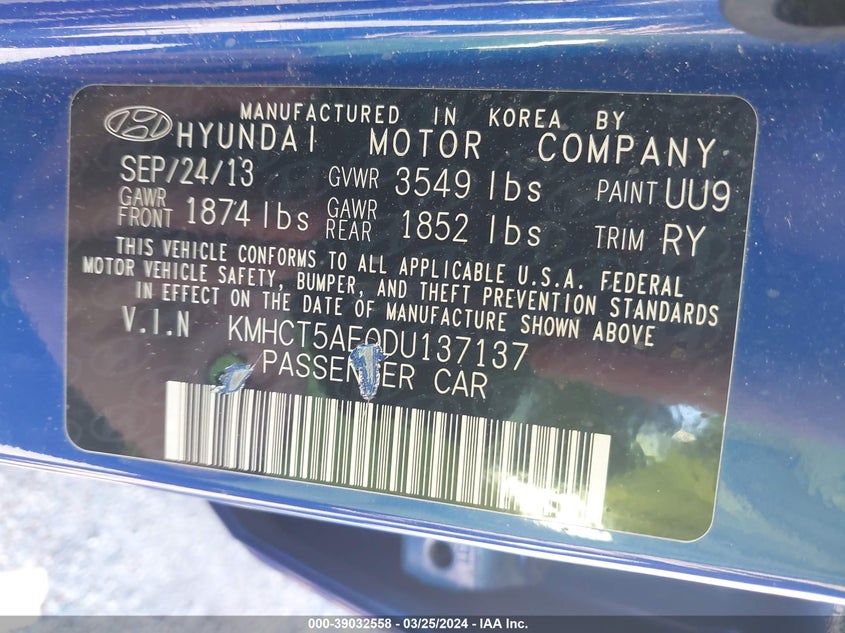 MANUFACTURED IN KOREA BY
HYUNDAI MOTOR COMPANY
SEP/24/13 GVWR 3549 lbs PAINT UU9
GAWR FRONT 1874 lbs GAWR REAR 1852 lbs TRIM RY
THIS VEHICLE CONFORMS TO ALL APPLICABLE U.S.A. FEDERAL
MOTOR VEHICLE SAFETY, BUMPER, AND THEFT PREVENTION STANDARDS
IN EFFECT ON THE DATE OF MANUFACTURE SHOWN ABOVE
V.I.N KMHCT5AE0DU137137
PASSENGER CAR
000-39032558 - 03/25/2024 - IAA Inc.